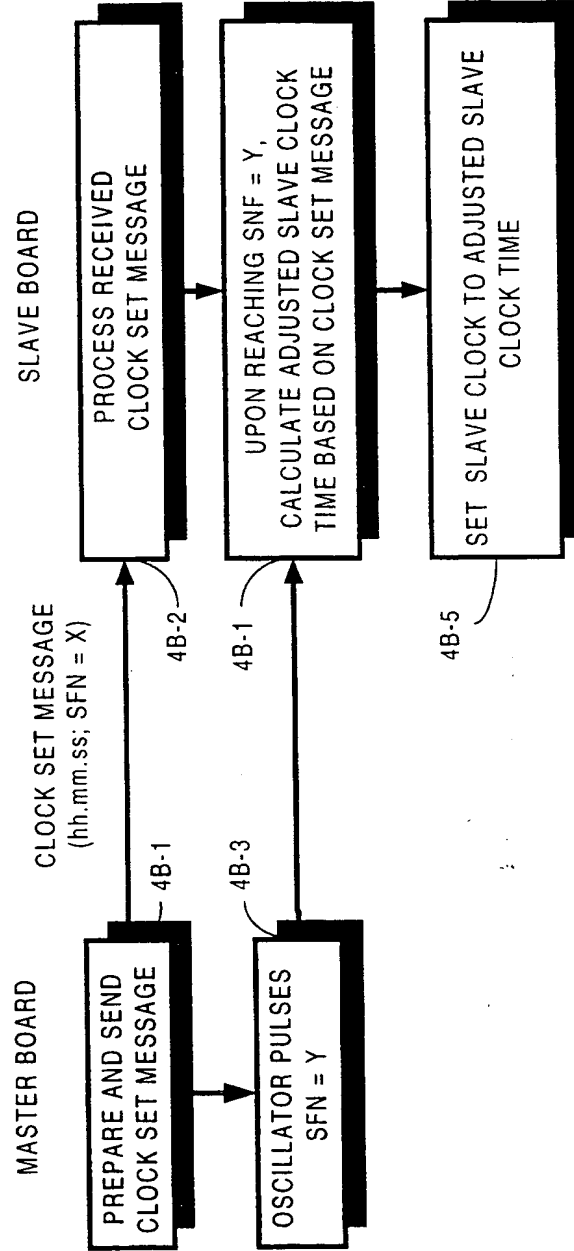 MASTER BOARD
SLAVE BOARD
CLOCK SET MESSAGE
(hh.mm.ss; SFN = X)
PREPARE AND SEND
CLOCK SET MESSAGE
4B-1
PROCESS RECEIVED
CLOCK SET MESSAGE
4B-2
OSCILLATOR PULSES
SFN = Y
4B-3
UPON REACHING SNF = Y,
CALCULATE ADJUSTED SLAVE CLOCK
TIME BASED ON CLOCK SET MESSAGE
4B-1
SET SLAVE CLOCK TO ADJUSTED SLAVE
CLOCK TIME
4B-5